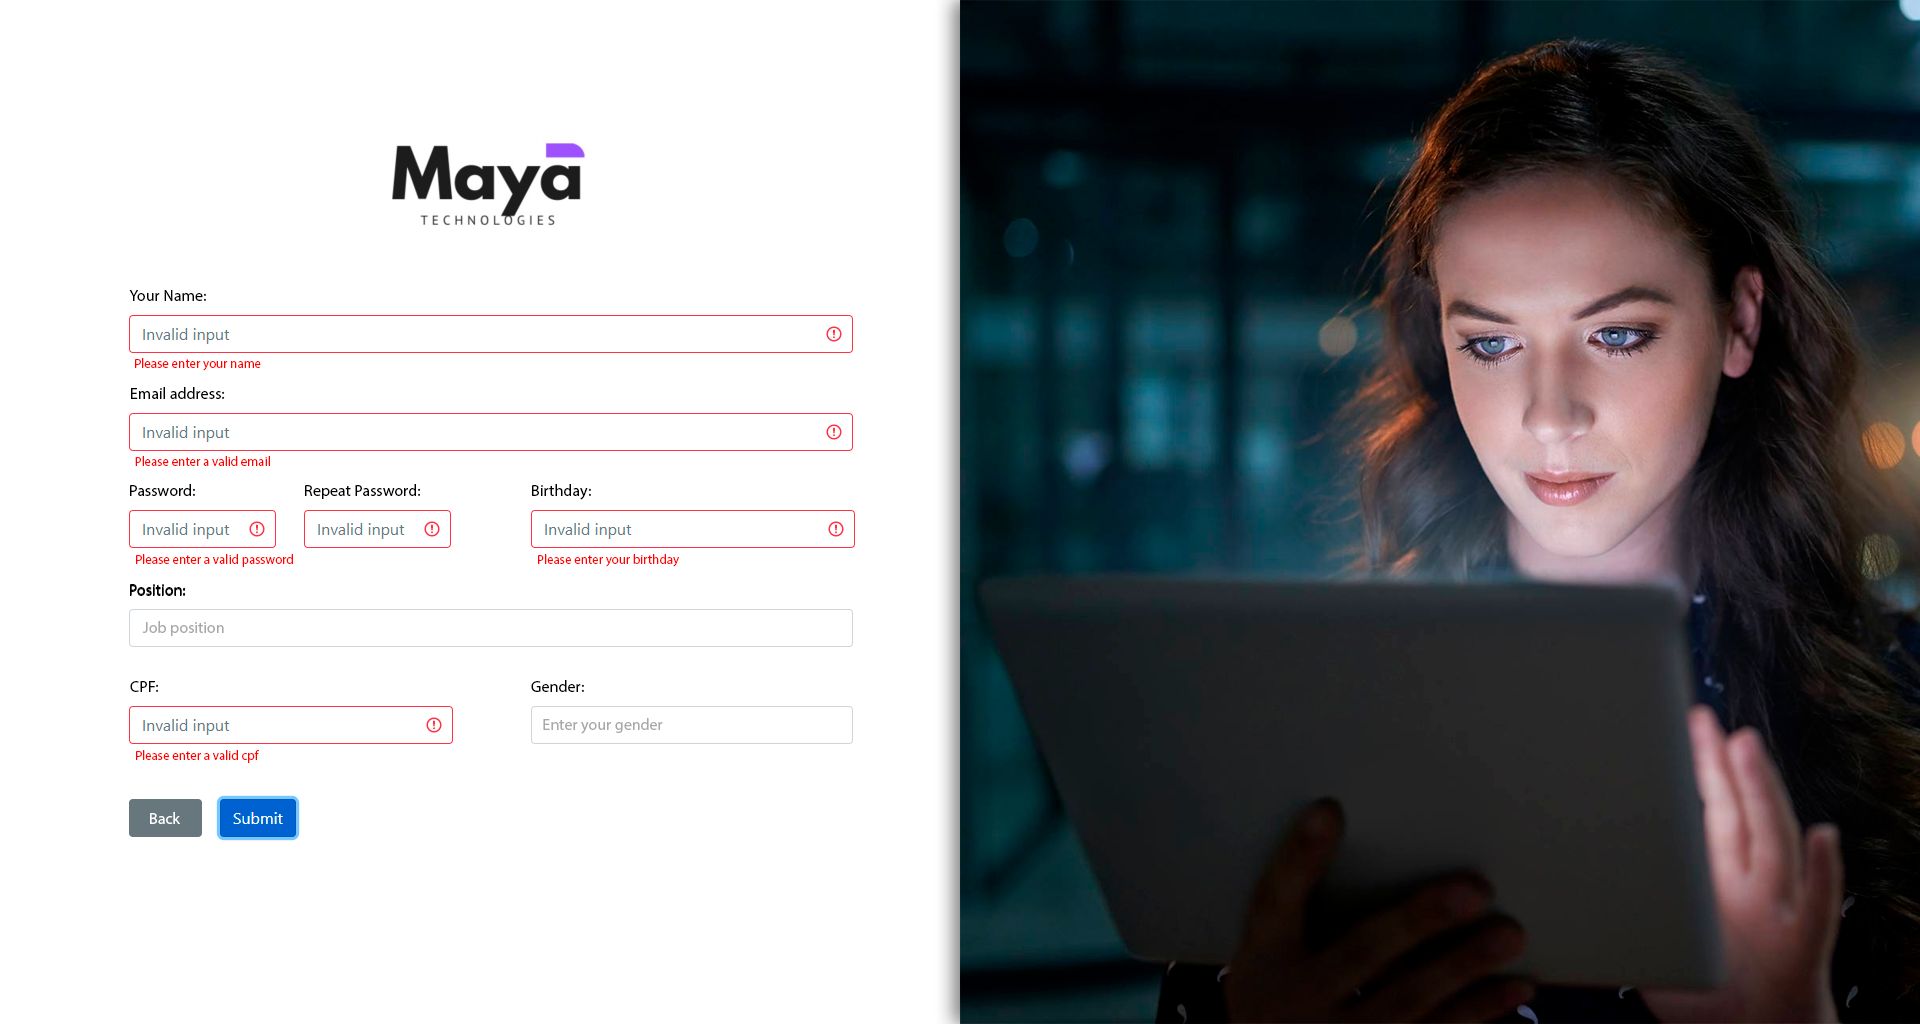 Maya
TECHNOLOGIES
Your Name:
Invalid input
Please enter your name
Email address:
Invalid input
Please enter a valid email
Password: Repeat Password: Birthday:
Invalid input Invalid input Invalid input
Please enter a valid password Please enter your birthday
Position:
Job position
CPF: Gender:
Invalid input Enter your gender
Please enter a valid cpf
Back Submit